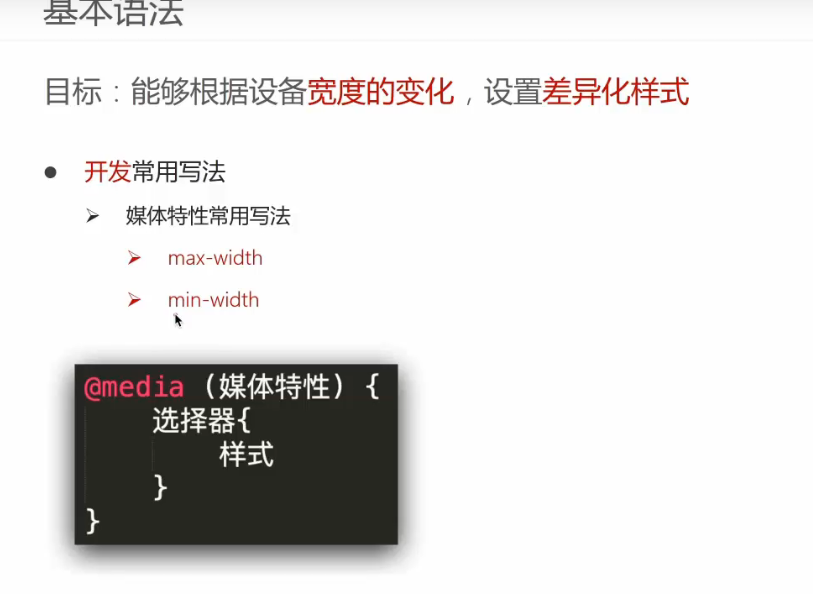 基本语法
目标：能够根据设备宽度的变化，设置差异化样式
开发常用写法
媒体特性常用写法
max-width
min-width
@media (媒体特性) {
选择器{
样式
}
}